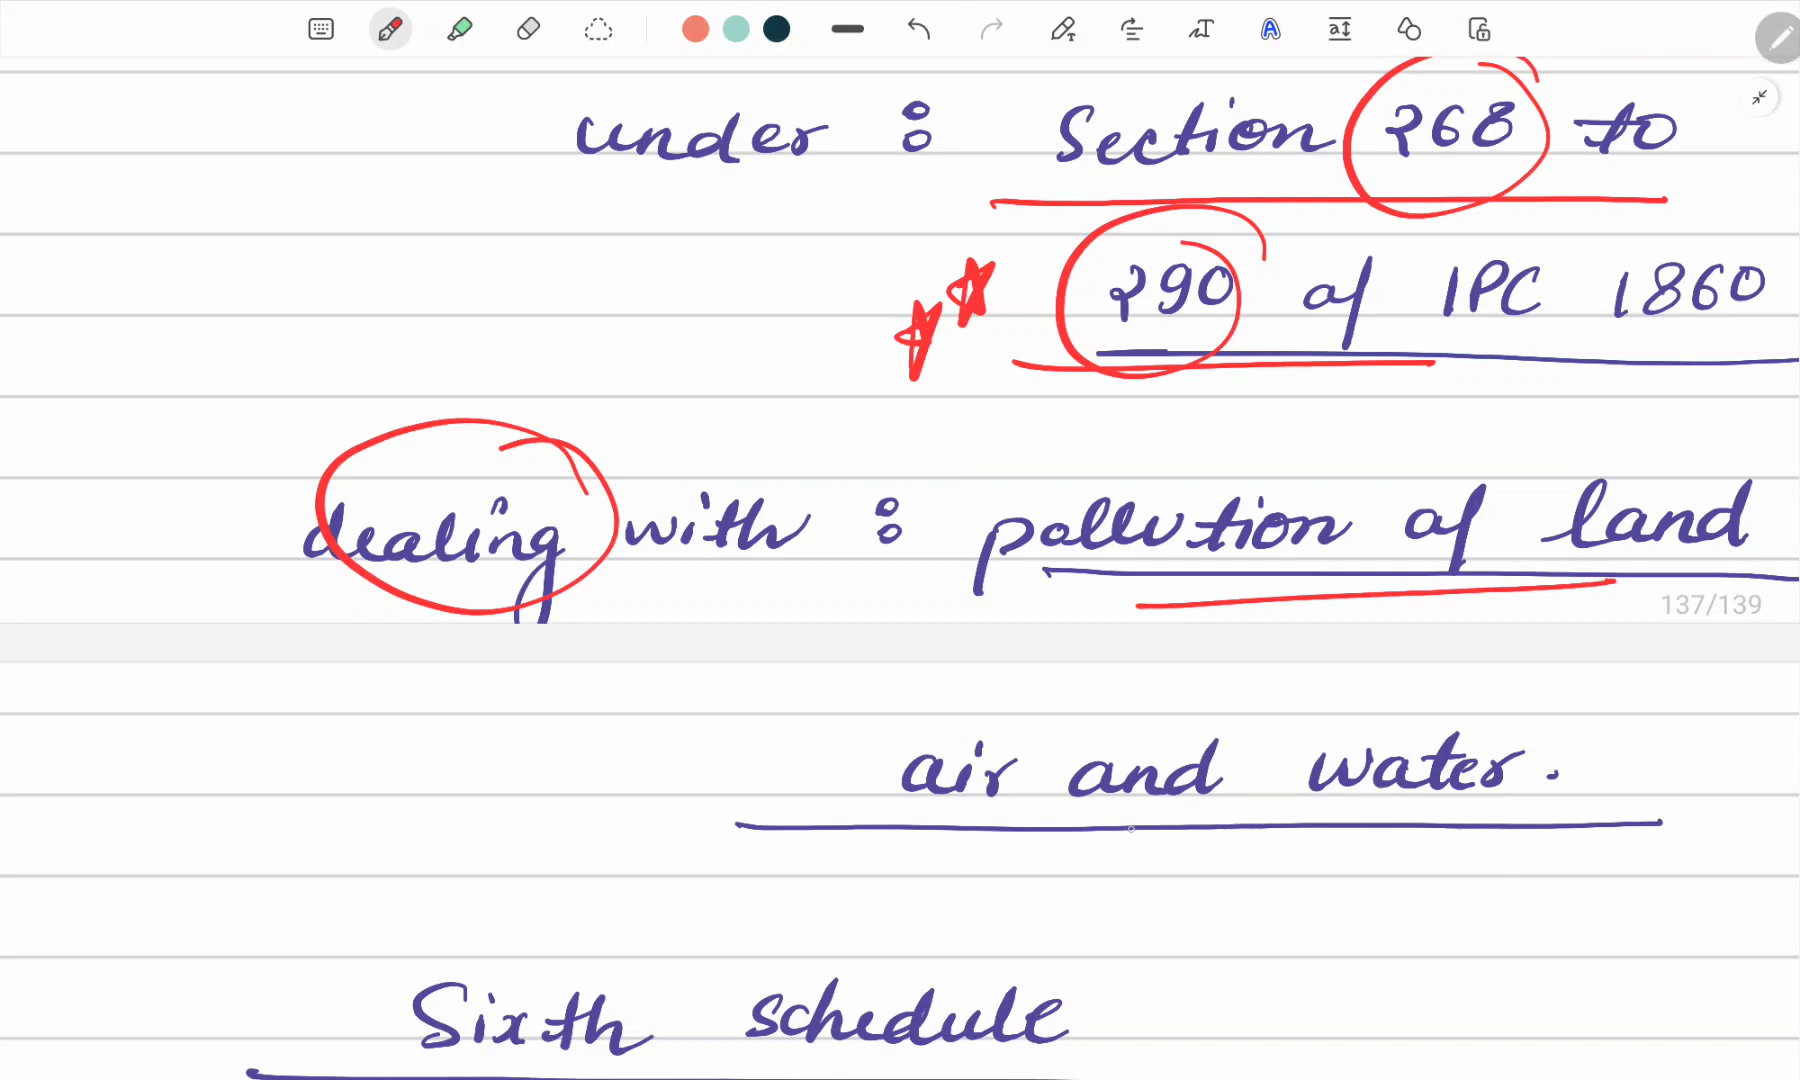 under : Section 268 to
290 of IPC 1860
dealing with : pollution of land
137/139
air and water.
Sixth schedule